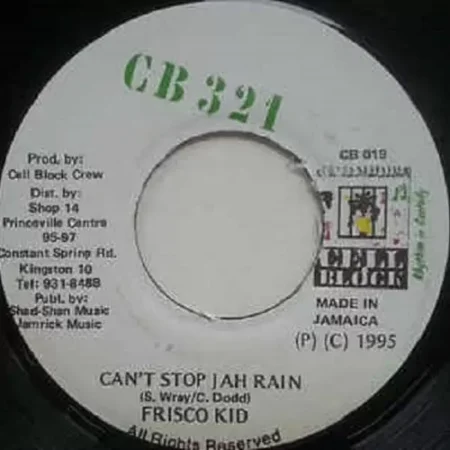 CB 321
Prod. by:
Cell Block Crew
Dist. by:
Shop 14
Princeville Centre
95-97
Constant Spring Rd.
Kingston 10
Tel: 931-8488
Publ. by:
Shad-Shan Music
Jamrick Music
CB 019
CELL
BLOCK
MADE IN
JAMAICA
(P) (C) 1995
CAN'T STOP JAH RAIN
(S. Wray/C. Dodd)
FRISCO KID
All Rights Reserved